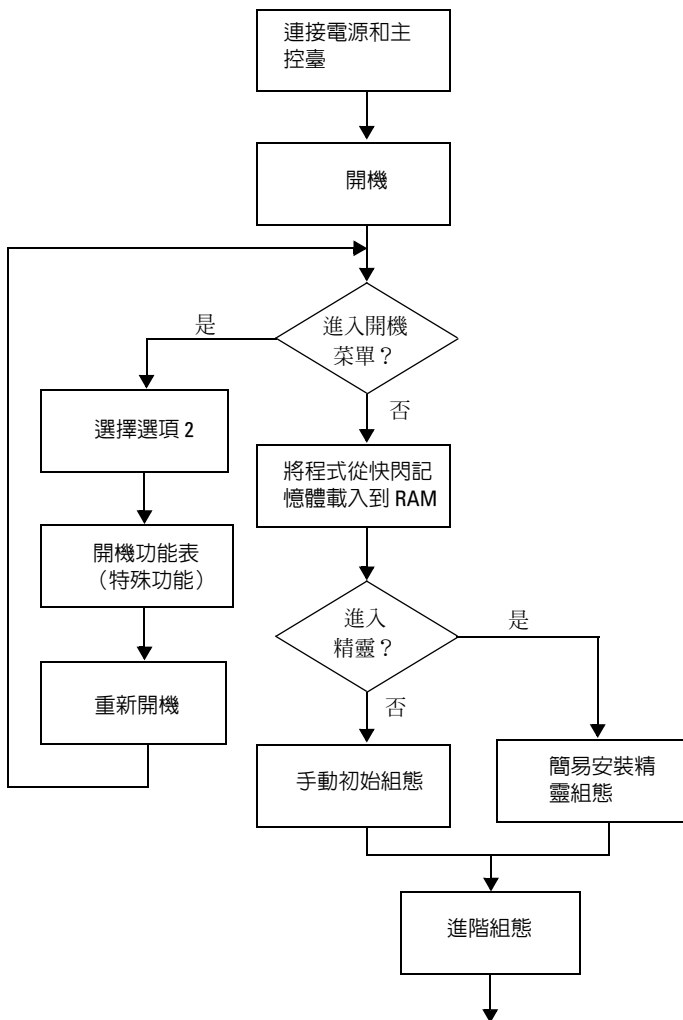 連接電源和主
控臺
開機
進入開機
菜單？
是
否
選擇選項 2
將程式從快閃記
憶體載入到 RAM
開機功能表
（特殊功能）
進入
精靈？
是
否
重新開機
手動初始組態
簡易安裝精
靈組態
進階組態